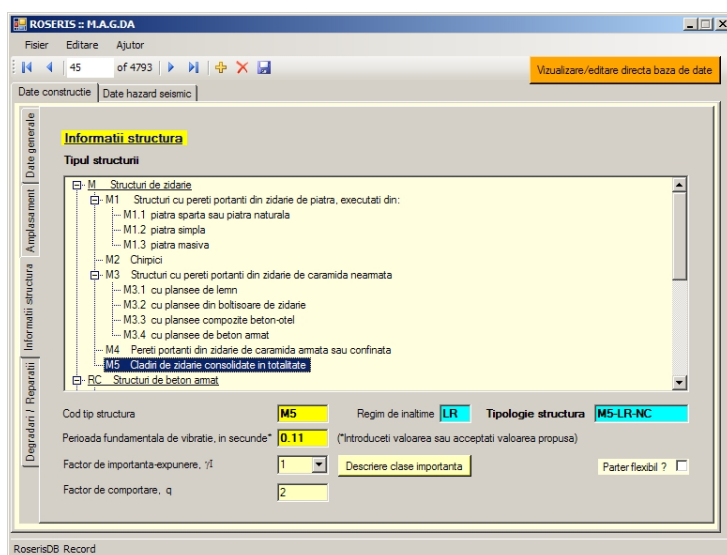 ROSERIS :: M.A.G.DA
Fisier Editare Ajutor
45 of 4793
Vizualizare/editare directa baza de date
Date constructie Date hazard seismic
Date generale
Amplasament
Informatii structura
Degradari / Reparatii
Informatii structura
Tipul structurii
M Structuri de zidarie
M1 Structuri cu pereti portanti din zidarie de piatra, executati din:
M1.1 piatra sparta sau piatra naturala
M1.2 piatra simpla
M1.3 piatra masiva
M2 Chirpici
M3 Structuri cu pereti portanti din zidarie de caramida nearmata
M3.1 cu plansee de lemn
M3.2 cu plansee din boltisoare de zidarie
M3.3 cu plansee compozite beton-otel
M3.4 cu plansee de beton armat
M4 Pereti portanti din zidarie de caramida armata sau confinata
M5 Cladiri de zidarie consolidate in totalitate
RC Structuri de beton armat
Cod tip structura M5 Regim de inaltime LR Tipologie structura M5-LR-NC
Perioada fundamentala de vibratie, in secunde* 0.11 (*Introduceti valoarea sau acceptati valoarea propusa)
Factor de importanta-expunere, γI 1 Descriere clase importanta Parter flexibil ?
Factor de comportare, q 2
RoserisDB Record